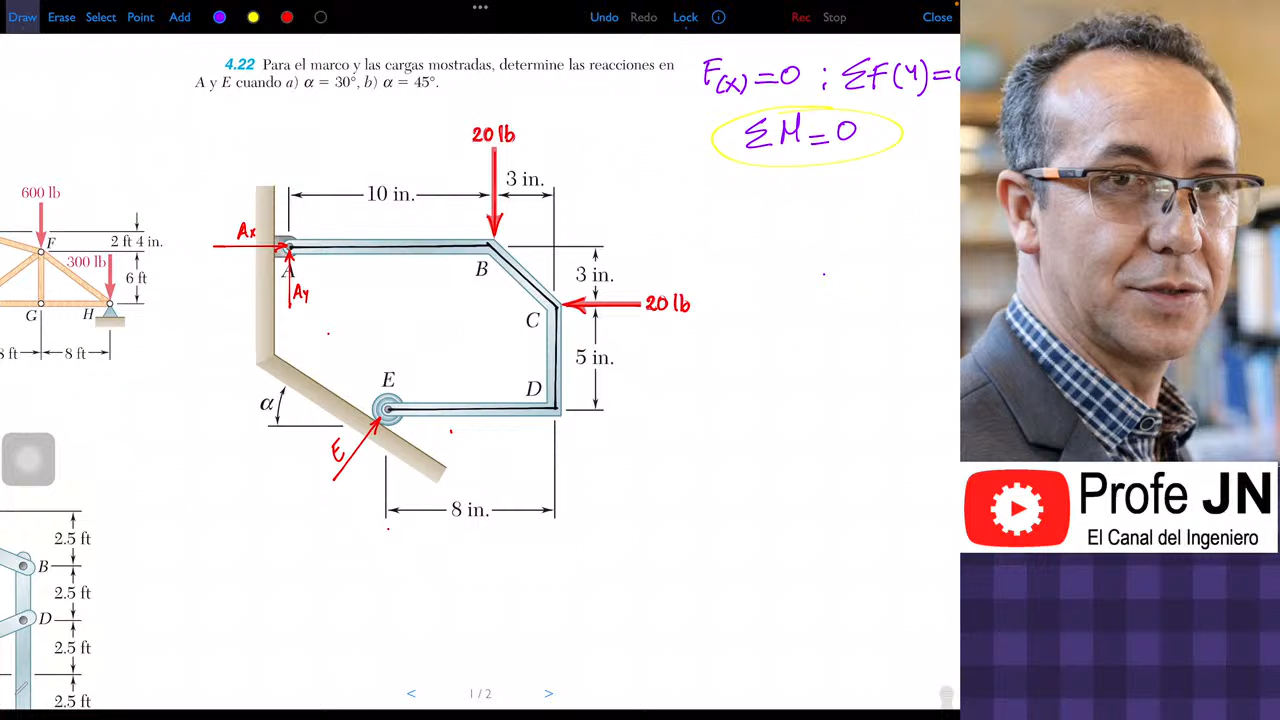 Draw Erase Select Point Add Undo Redo Lock Rec Stop Close
4.22 Para el marco y las cargas mostradas, determine las reacciones en
A y E cuando a) α = 30°, b) α = 45°.
F(x) = 0 ; ΣF(Y) = 0
ΣM = 0
20 lb
10 in.
3 in.
600 lb
Ax
F
2 ft 4 in.
300 lb
A
B
3 in.
6 ft
Ay
C
20 lb
G
H
8 ft
8 ft
5 in.
E
D
α
E
8 in.
2.5 ft
B
2.5 ft
D
2.5 ft
2.5 ft
< 1 / 2 >
Profe JN
El Canal del Ingeniero